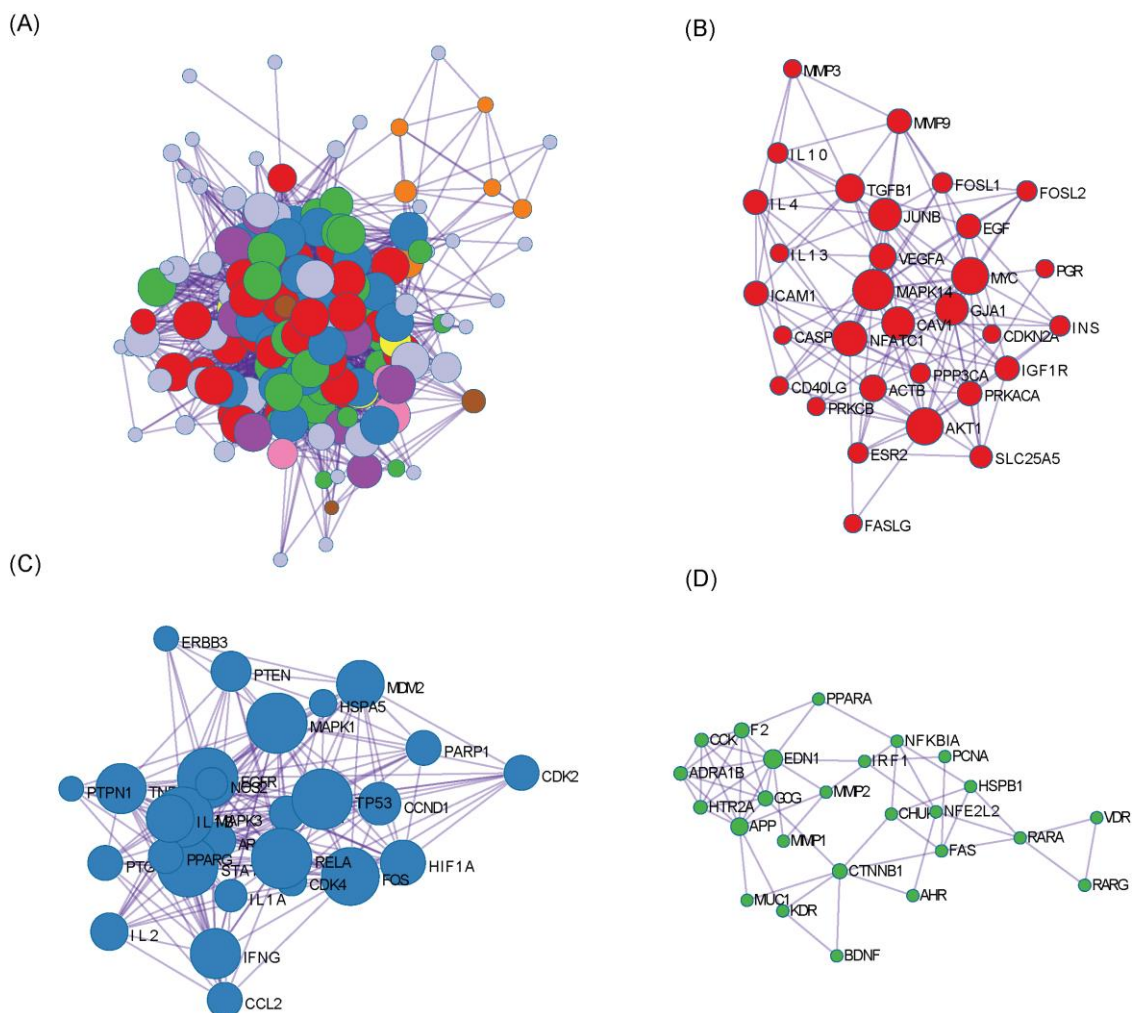 (A)
(B)
MMP3
MMP9
IL10
TGFB1
FOSL1
FOSL2
IL4
JUNB
EGF
IL13
VEGFA
PGR
MYC
MAPK14
ICAM1
GJA1
CAV1
INS
CASP
NFATC1
CDKN2A
PPP3CA
IGF1R
CD40LG
ACTB
PRKACA
PRKCB
AKT1
ESR2
SLC25A5
FASLG
(C)
(D)
ERBB3
PTEN
MDM2
HSPA5
MAPK1
PARP1
CDK2
EGFR
NOS2
PTPN1
TP53
CCND1
MAPK3
PPARG
RELA
HIF1A
CDK4
FOS
IL1A
IL2
IFNG
CCL2
PPARA
F2
CCK
NFKBIA
PCNA
EDN1
IRF1
ADRA1B
HSPB1
GCG
MMP2
HTR2A
NFE2L2
VDR
APP
MMP1
RARA
FAS
CTNNB1
RARG
AHR
MUC1
KDR
BDNF